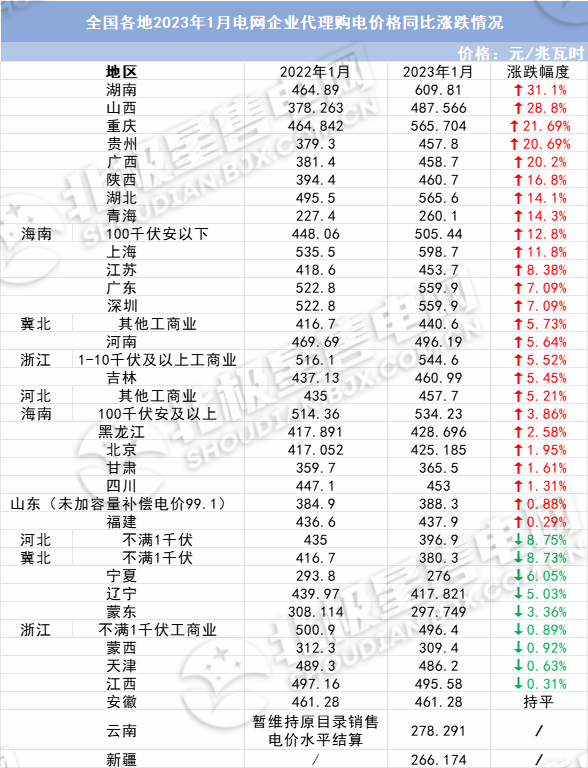 全国各地2023年1月电网企业代理购电价格同比涨跌情况
价格：元/兆瓦时
地区 2022年1月 2023年1月 涨跌幅度
湖南 464.89 609.81 ↑31.1%
山西 378.263 487.566 ↑28.8%
重庆 464.842 565.704 ↑21.69%
贵州 379.3 457.8 ↑20.69%
广西 381.4 458.7 ↑20.2%
陕西 394.4 460.7 ↑16.8%
湖北 495.5 565.6 ↑14.1%
青海 227.4 260.1 ↑14.3%
海南 100千伏安以下 448.06 505.44 ↑12.8%
上海 535.5 598.7 ↑11.8%
江苏 418.6 453.7 ↑8.38%
广东 522.8 559.9 ↑7.09%
深圳 522.8 559.9 ↑7.09%
冀北 其他工商业 416.7 440.6 ↑5.73%
河南 469.69 496.19 ↑5.64%
浙江 1-10千伏及以上工商业 516.1 544.6 ↑5.52%
吉林 437.13 460.99 ↑5.45%
河北 其他工商业 435 457.7 ↑5.21%
海南 100千伏安及以上 514.36 534.23 ↑3.86%
黑龙江 417.891 428.696 ↑2.58%
北京 417.052 425.185 ↑1.95%
甘肃 359.7 365.5 ↑1.61%
四川 447.1 453 ↑1.31%
山东（未加容量补偿电价99.1） 384.9 388.3 ↑0.88%
福建 436.6 437.9 ↑0.29%
河北 不满1千伏 435 396.9 ↓8.75%
冀北 不满1千伏 416.7 380.3 ↓8.73%
宁夏 293.8 276 ↓6.05%
辽宁 439.97 417.821 ↓5.03%
蒙东 308.114 297.749 ↓3.36%
浙江 不满1千伏工商业 500.9 496.4 ↓0.89%
蒙西 312.3 309.4 ↓0.92%
天津 489.3 486.2 ↓0.63%
江西 497.16 495.58 ↓0.31%
安徽 461.28 461.28 持平
云南 暂维持原目录销售电价水平结算 278.291 /
新疆 / 266.174 /
北极星售电网
SHOUDIAN.BJX.COM.CN